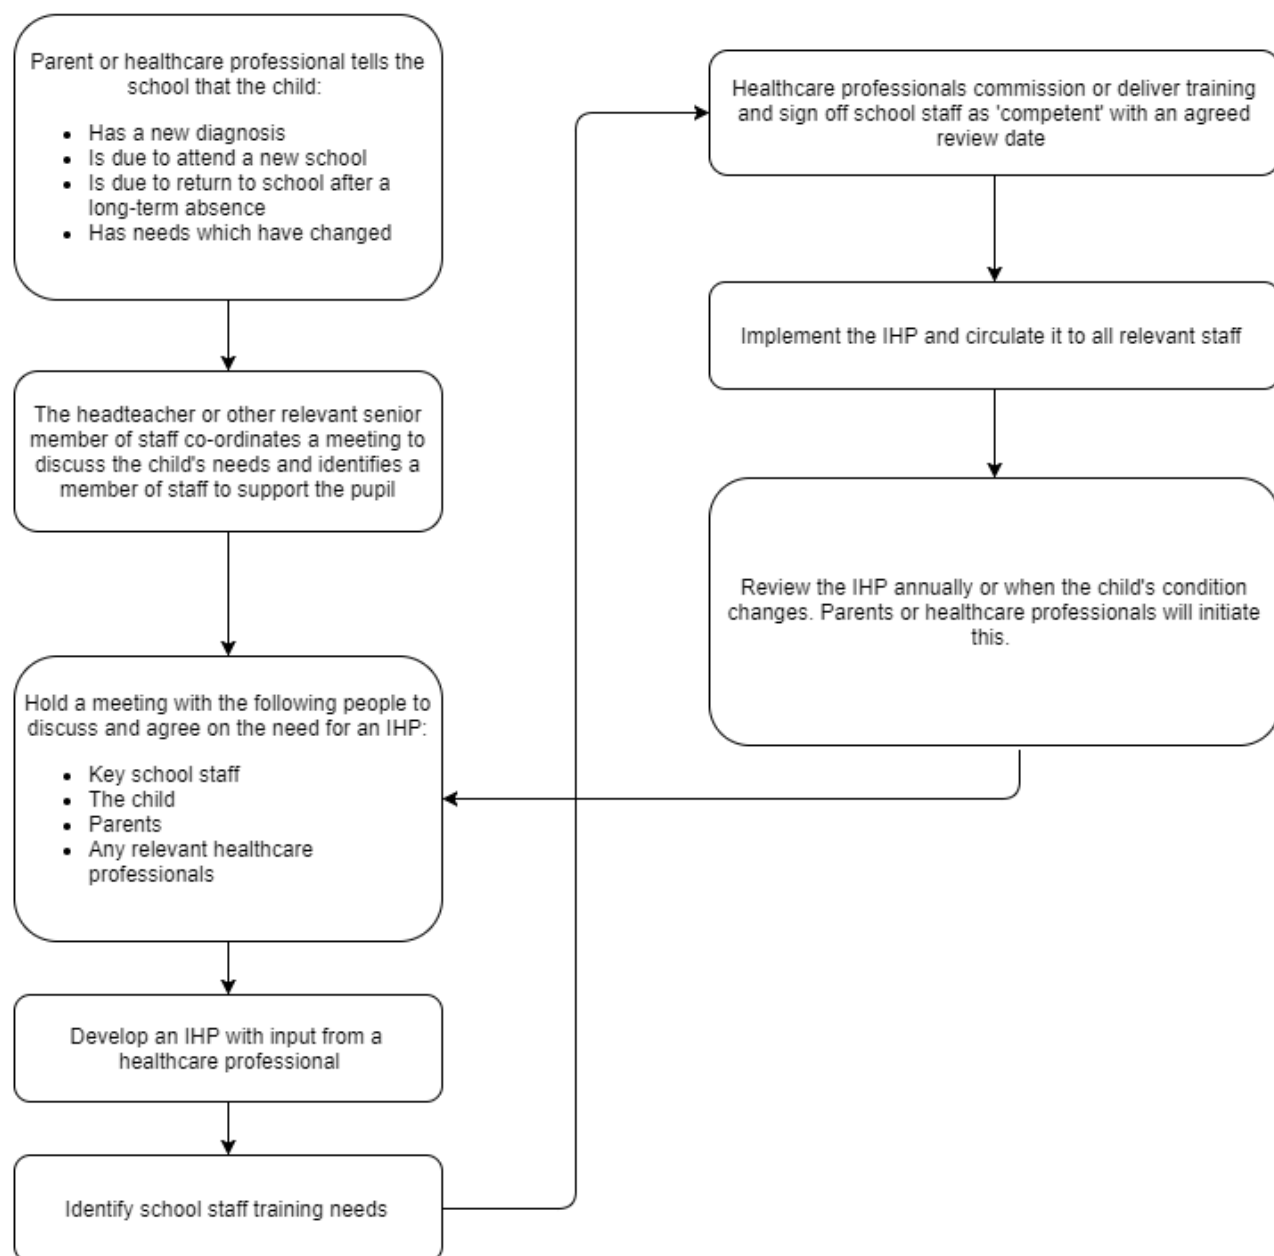 Parent or healthcare professional tells the
school that the child:
• Has a new diagnosis
• Is due to attend a new school
• Is due to return to school after a
long-term absence
• Has needs which have changed
The headteacher or other relevant senior
member of staff co-ordinates a meeting to
discuss the child's needs and identifies a
member of staff to support the pupil
Hold a meeting with the following people to
discuss and agree on the need for an IHP:
• Key school staff
• The child
• Parents
• Any relevant healthcare
professionals
Develop an IHP with input from a
healthcare professional
Identify school staff training needs
Healthcare professionals commission or deliver training
and sign off school staff as 'competent' with an agreed
review date
Implement the IHP and circulate it to all relevant staff
Review the IHP annually or when the child's condition
changes. Parents or healthcare professionals will initiate
this.